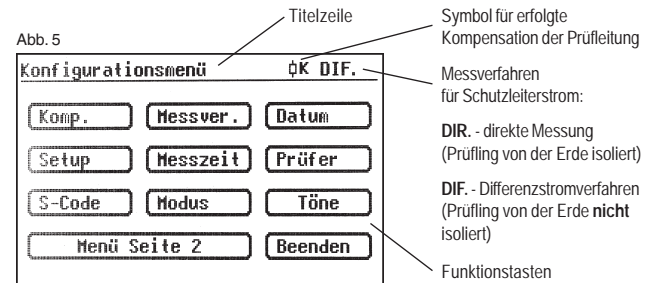 Abb. 5
Titelzeile
Symbol für erfolgte
Kompensation der Prüfleitung
Konfigurationsmenü K DIF.
Messverfahren
für Schutzleiterstrom:
DIR. - direkte Messung
(Prüfling von der Erde isoliert)
DIF. - Differenzstromverfahren
(Prüfling von der Erde nicht
isoliert)
Funktionstasten
Komp. Messver. Datum
Setup Messzeit Prüfer
S-Code Modus Töne
Menü Seite 2 Beenden